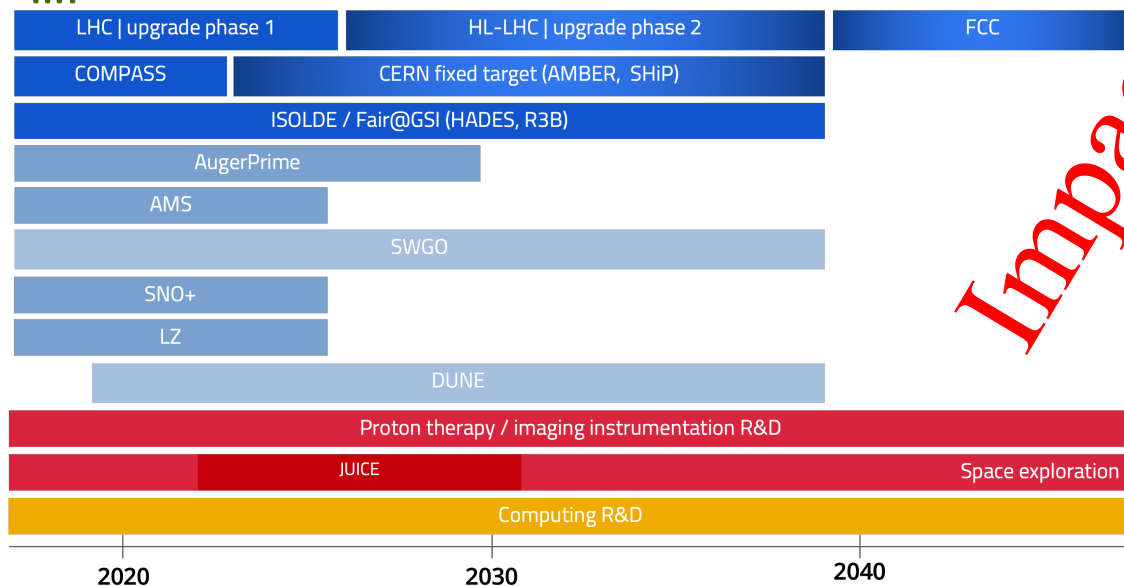 LHC | upgrade phase 1 HL-LHC | upgrade phase 2 FCC
COMPASS CERN fixed target (AMBER, SHiP)
ISOLDE / Fair@GSI (HADES, R3B)
AugerPrime
AMS
SWGO
SNO+
LZ
DUNE
Proton therapy / imaging instrumentation R&D
JUICE Space exploration
Computing R&D
2020 2030 2040
Impa